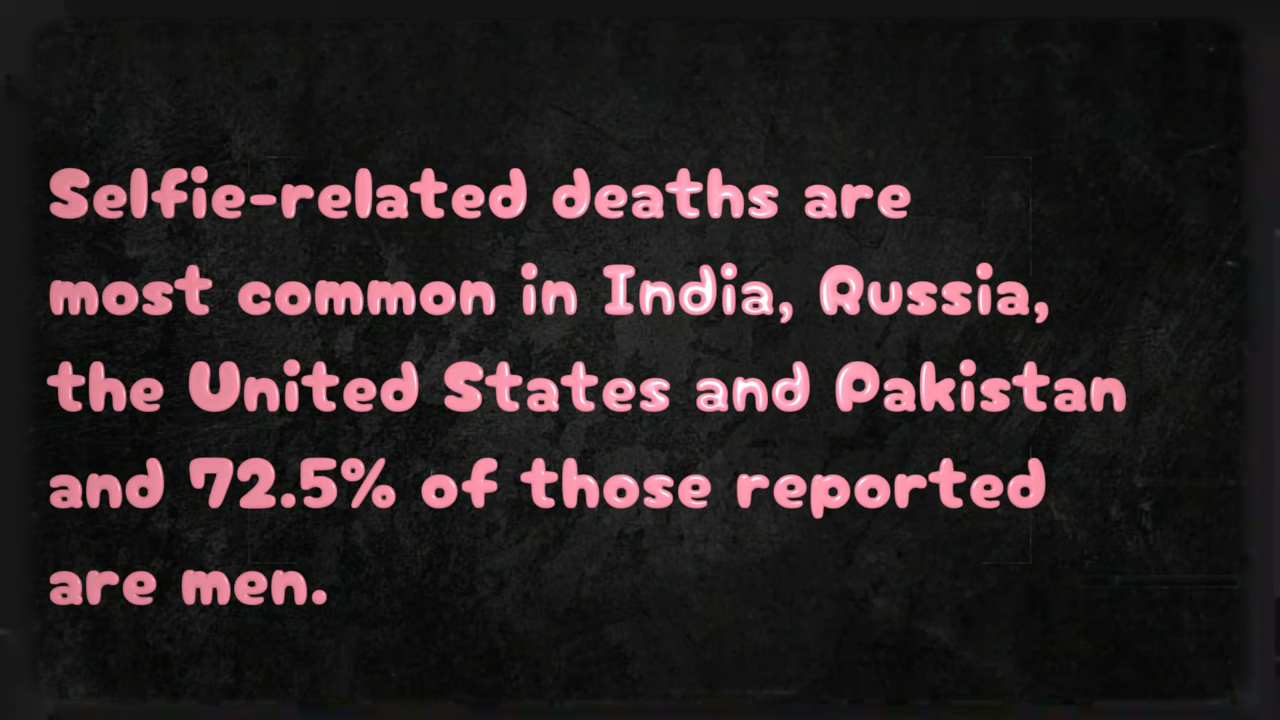 Selfie-related deaths are
most common in India, Russia,
the United States and Pakistan
and 72.5% of those reported
are men.